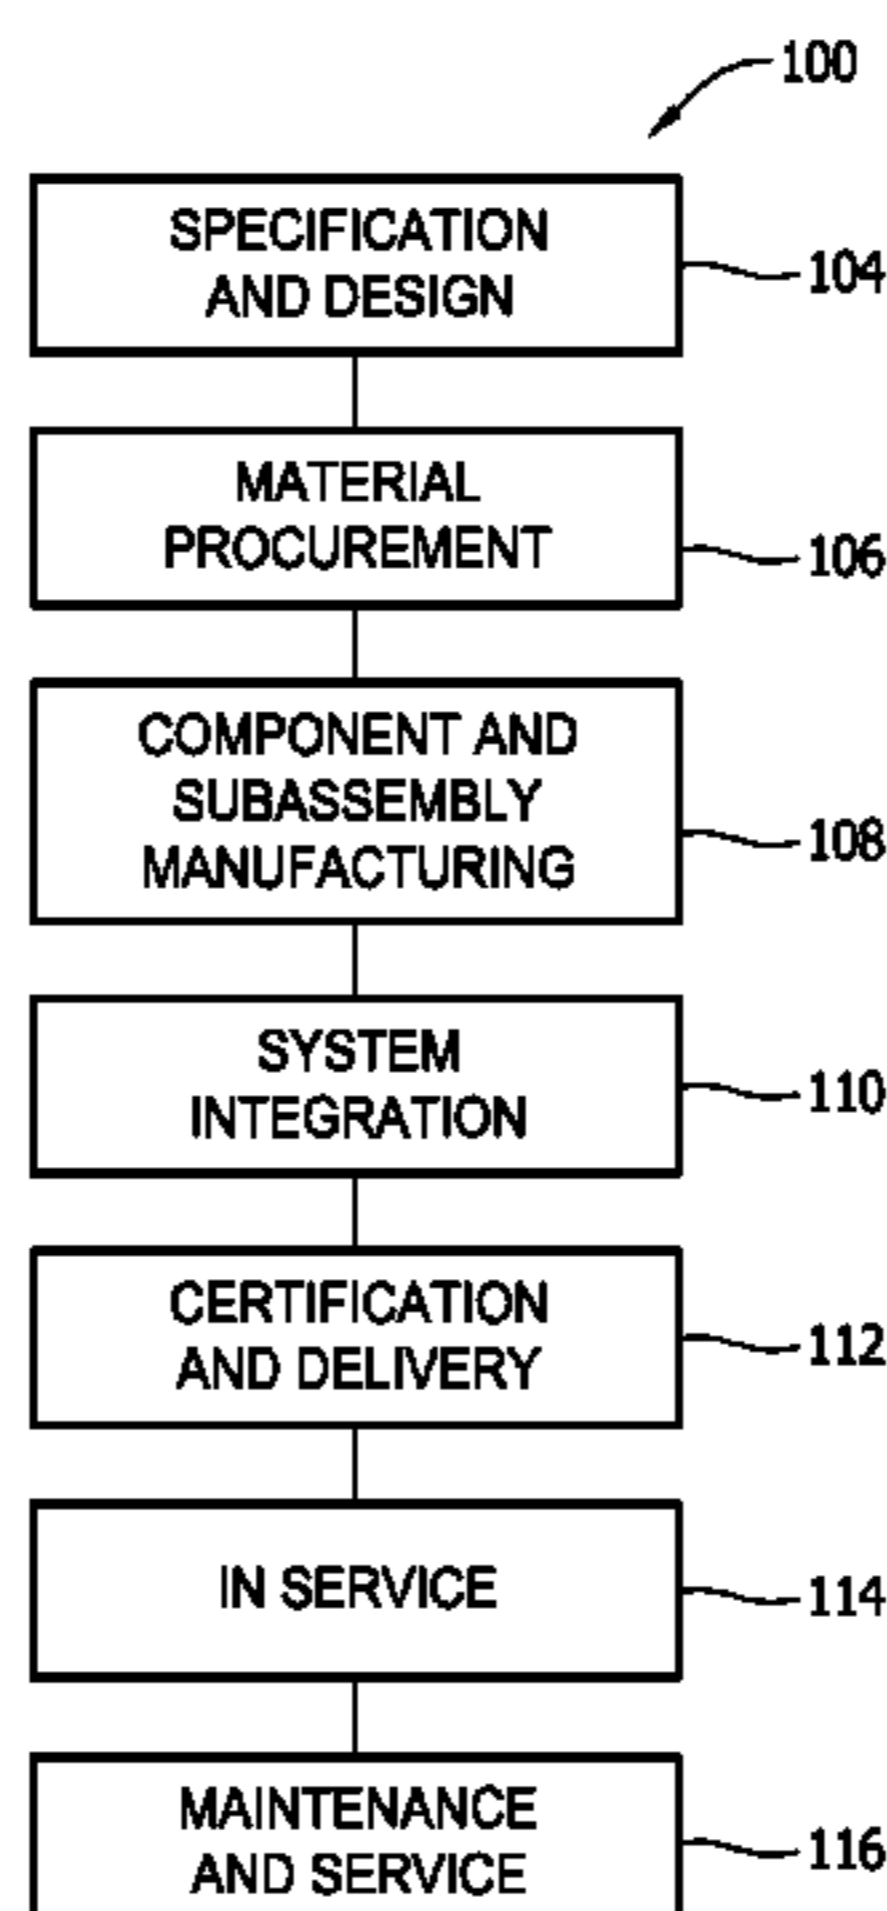 100
SPECIFICATION
AND DESIGN
104
MATERIAL
PROCUREMENT
106
COMPONENT AND
SUBASSEMBLY
MANUFACTURING
108
SYSTEM
INTEGRATION
110
CERTIFICATION
AND DELIVERY
112
IN SERVICE
114
MAINTENANCE
AND SERVICE
116